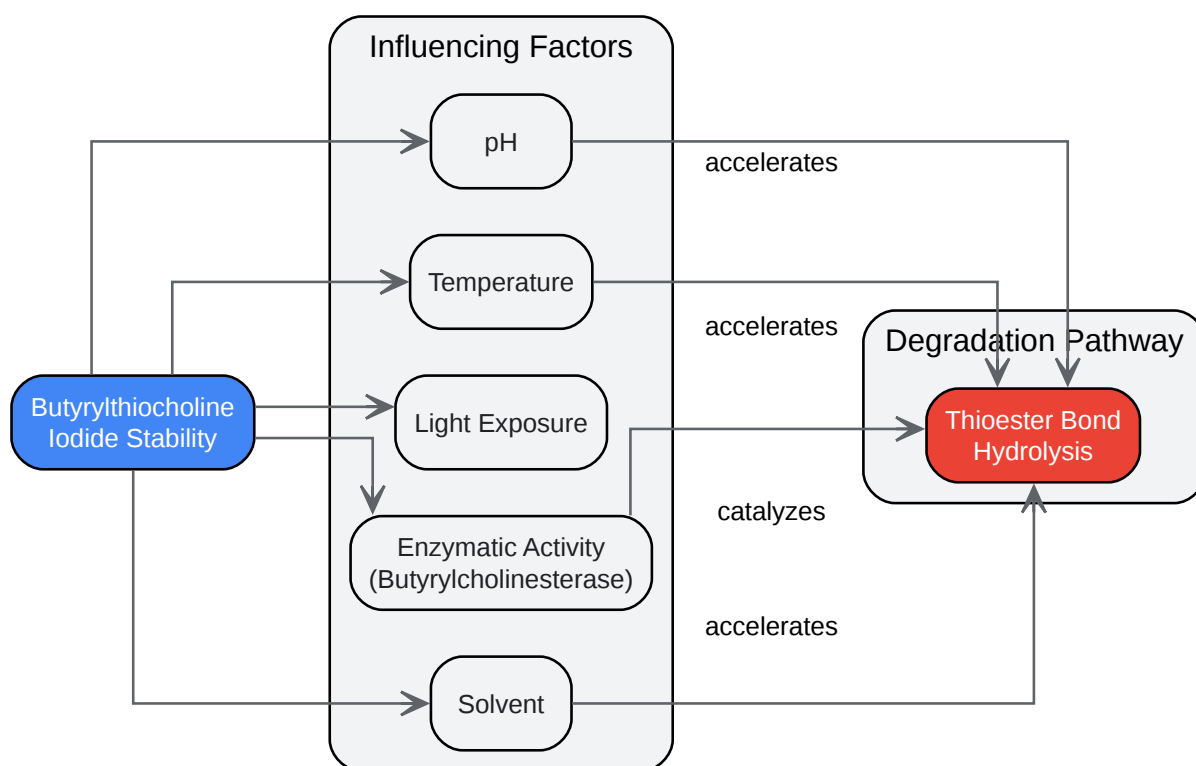 Influencing Factors
pH
accelerates
Temperature
accelerates
Degradation Pathway
Butyrylthiocholine
Iodide Stability
Light Exposure
Thioester Bond
Hydrolysis
catalyzes
Enzymatic Activity
(Butyrylcholinesterase)
accelerates
Solvent